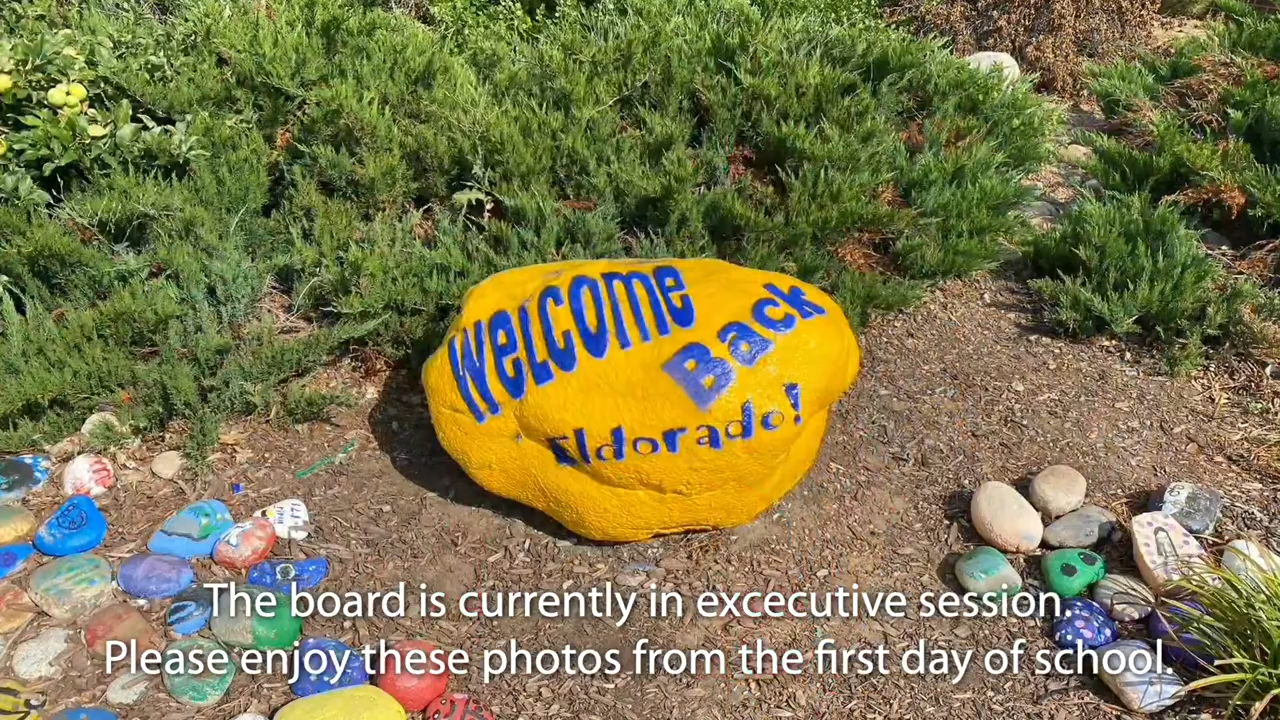 Welcome
Back
Eldorado!
The board is currently in excecutive session.
Please enjoy these photos from the first day of school.